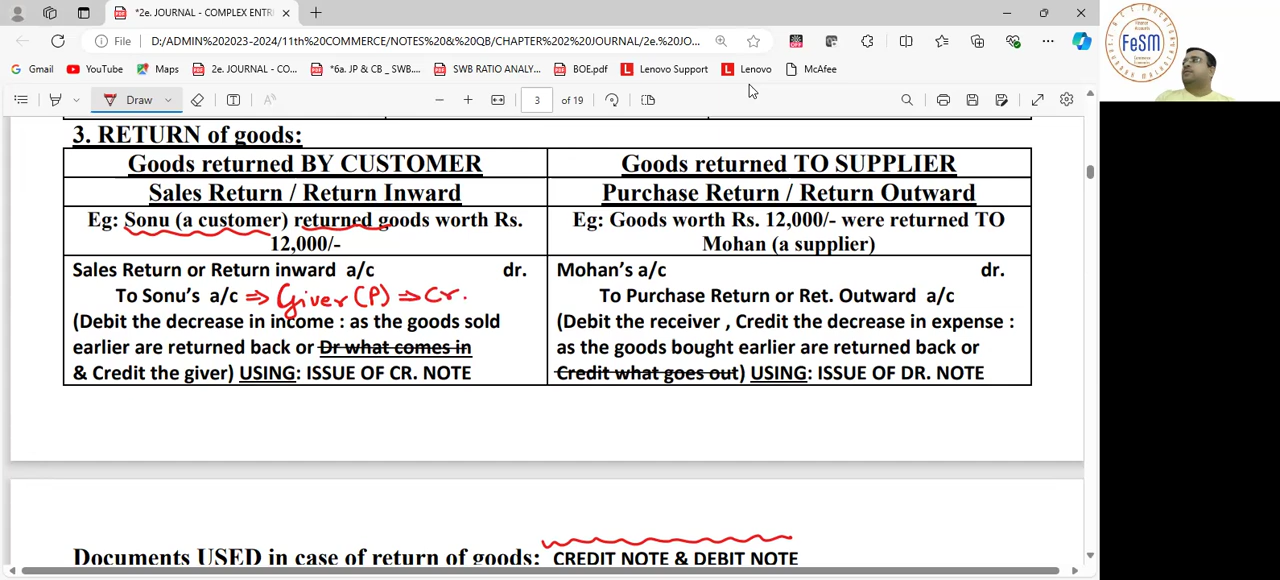 *2e. JOURNAL - COMPLEX ENTR
File D:/ADMIN%202023-2024/11th%20COMMERCE/NOTES%20&%20QB/CHAPTER%202%20JOURNAL/2e.%20JO...
Gmail YouTube Maps 2e. JOURNAL - CO... *6a. JP & CB _ SWB.... SWB RATIO ANALY... BOE.pdf Lenovo Support Lenovo McAfee
Draw 3 of 19
FeSM
3. RETURN of goods:
Goods returned BY CUSTOMER Goods returned TO SUPPLIER
Sales Return / Return Inward Purchase Return / Return Outward
Eg: Sonu (a customer) returned goods worth Rs. Eg: Goods worth Rs. 12,000/- were returned TO
12,000/- Mohan (a supplier)
Sales Return or Return inward a/c dr. Mohan's a/c dr.
To Sonu's a/c ⇒ Giver (P) ⇒ Cr. To Purchase Return or Ret. Outward a/c
(Debit the decrease in income : as the goods sold (Debit the receiver , Credit the decrease in expense :
earlier are returned back or Dr what comes in as the goods bought earlier are returned back or
& Credit the giver) USING: ISSUE OF CR. NOTE Credit what goes out) USING: ISSUE OF DR. NOTE
Documents USED in case of return of goods: CREDIT NOTE & DEBIT NOTE